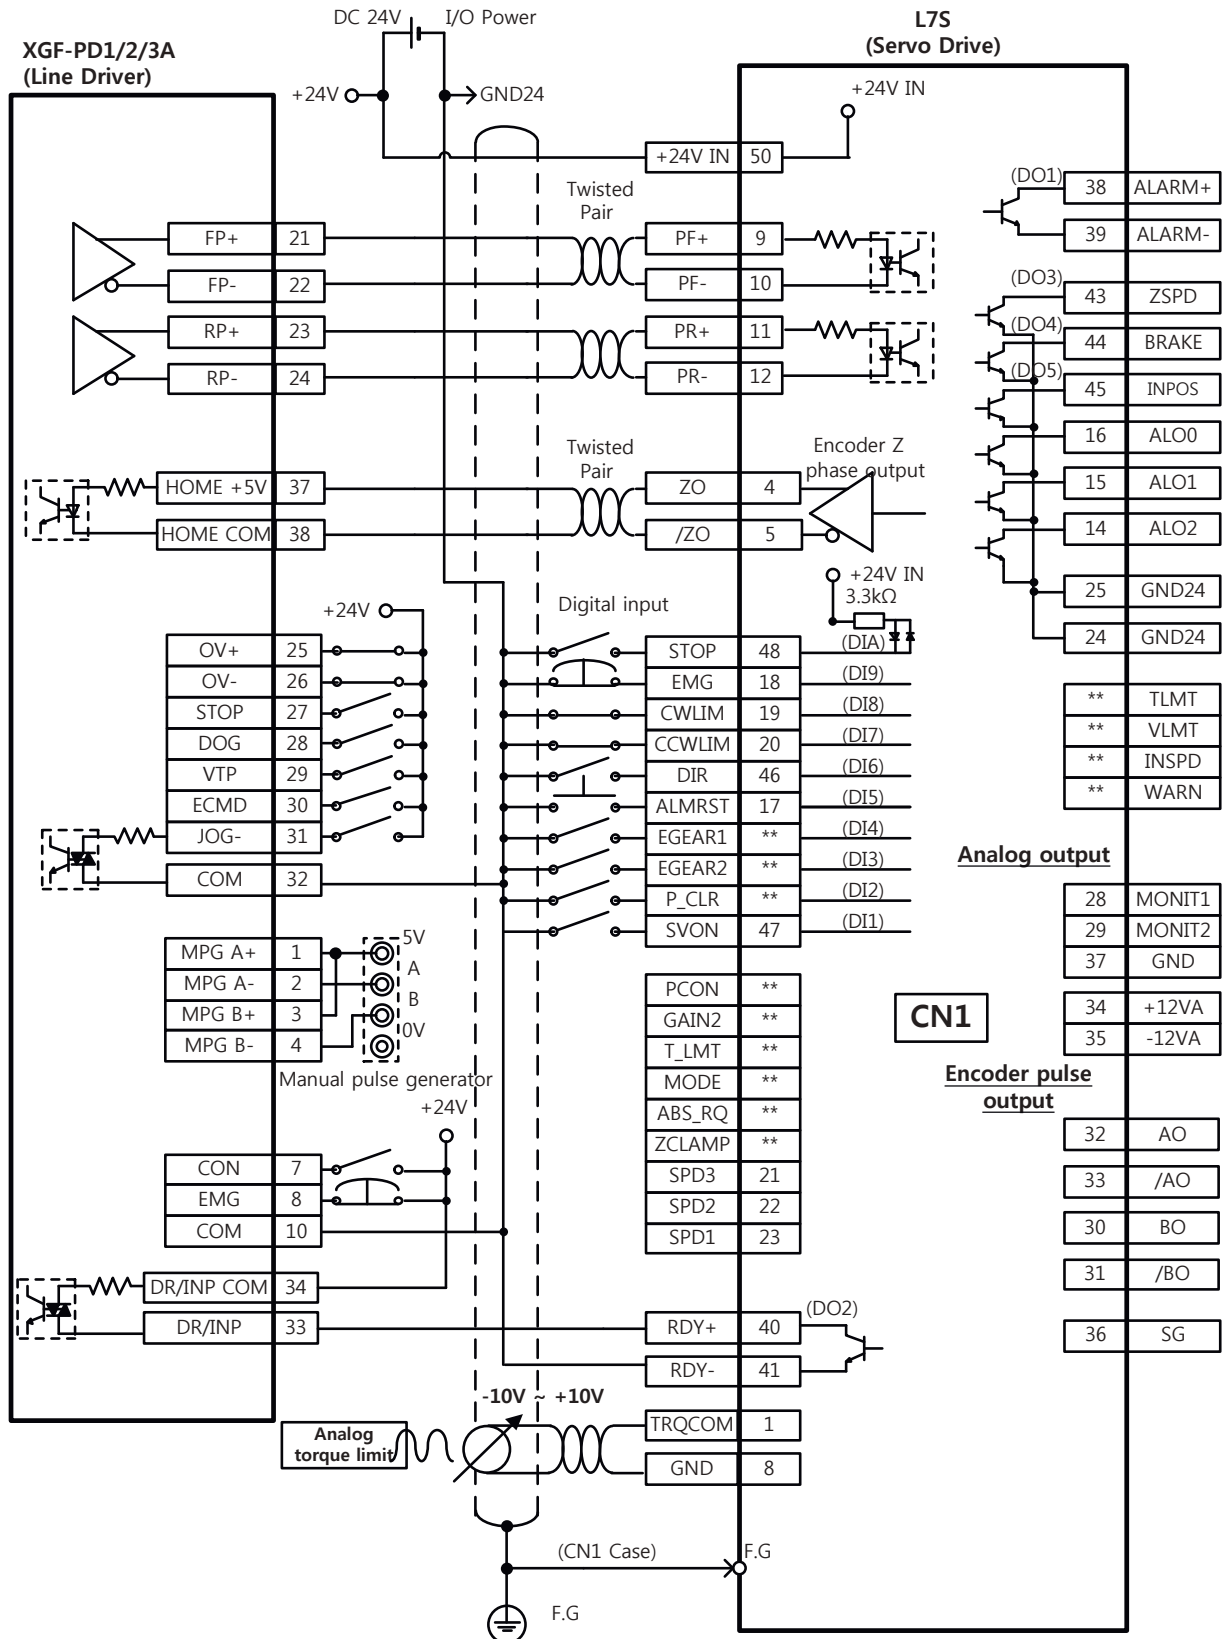 DC 24V I/O Power
L7S
(Servo Drive)
XGF-PD1/2/3A
(Line Driver)
+24V GND24
+24V IN
+24V IN 50
Twisted
Pair
(DO1)
38 ALARM+
39 ALARM-
FP+ 21
FP- 22
RP+ 23
RP- 24
PF+ 9
PF- 10
PR+ 11
PR- 12
(DO3)
43 ZSPD
(DO4)
44 BRAKE
(DO5)
45 INPOS
16 ALO0
15 ALO1
14 ALO2
25 GND24
24 GND24
Twisted
Pair
Encoder Z
phase output
HOME +5V 37
HOME COM 38
ZO 4
/ZO 5
+24V IN
3.3kΩ
+24V
Digital input
OV+ 25
OV- 26
STOP 27
DOG 28
VTP 29
ECMD 30
JOG- 31
COM 32
STOP 48 (DIA)
EMG 18 (DI9)
CWLIM 19 (DI8)
CCWLIM 20 (DI7)
DIR 46 (DI6)
ALMRST 17 (DI5)
EGEAR1 ** (DI4)
EGEAR2 ** (DI3)
P_CLR ** (DI2)
SVON 47 (DI1)
** TLMT
** VLMT
** INSPD
** WARN
Analog output
28 MONIT1
29 MONIT2
37 GND
34 +12VA
35 -12VA
MPG A+ 1
MPG A- 2
MPG B+ 3
MPG B- 4
5V
A
B
0V
Manual pulse generator
+24V
PCON **
GAIN2 **
T_LMT **
MODE **
ABS_RQ **
ZCLAMP **
SPD3 21
SPD2 22
SPD1 23
CN1
Encoder pulse
output
32 AO
33 /AO
30 BO
31 /BO
36 SG
CON 7
EMG 8
COM 10
DR/INP COM 34
DR/INP 33
(DO2)
RDY+ 40
RDY- 41
-10V ~ +10V
Analog
torque limit
TRQCOM 1
GND 8
(CN1 Case)
F.G
F.G